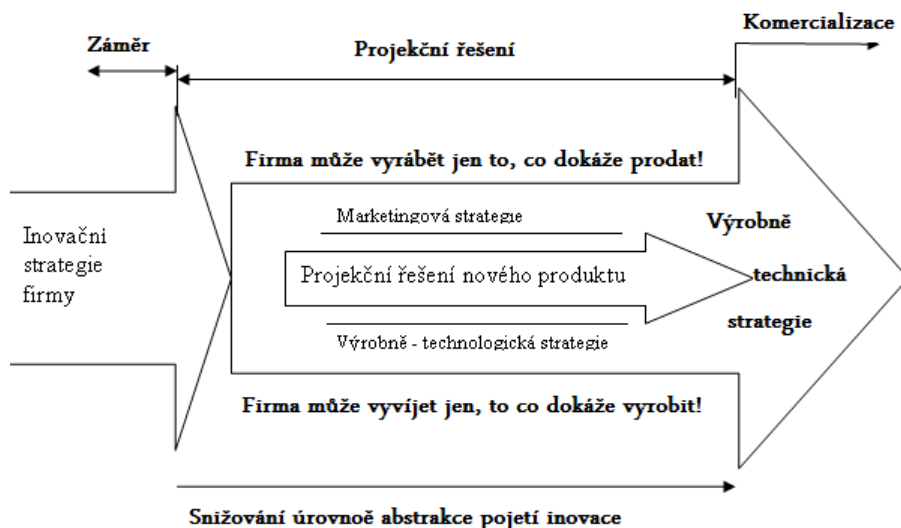 Komercializace
Záměr
Projekční řešení
Firma může vyrábět jen to, co dokáže prodat!
Marketingová strategie
Inovačni
strategie
firmy
Projekční řešení nového produktu
Výrobně - technologická strategie
Výrobně
technická
strategie
Firma může vyvíjet jen, to co dokáže vyrobit!
Snižování úrovnoě abstrakce pojetí inovace